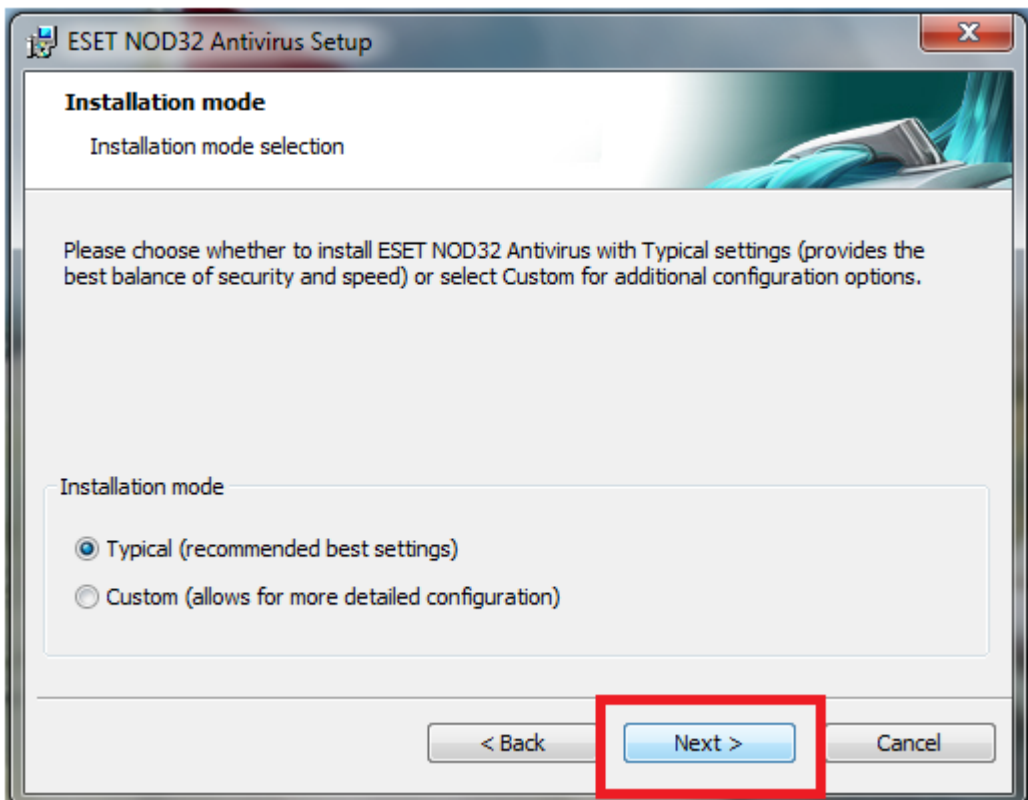 ESET NOD32 Antivirus Setup
Installation mode
Installation mode selection
Please choose whether to install ESET NOD32 Antivirus with Typical settings (provides the
best balance of security and speed) or select Custom for additional configuration options.
Installation mode
Typical (recommended best settings)
Custom (allows for more detailed configuration)
< Back Next > Cancel